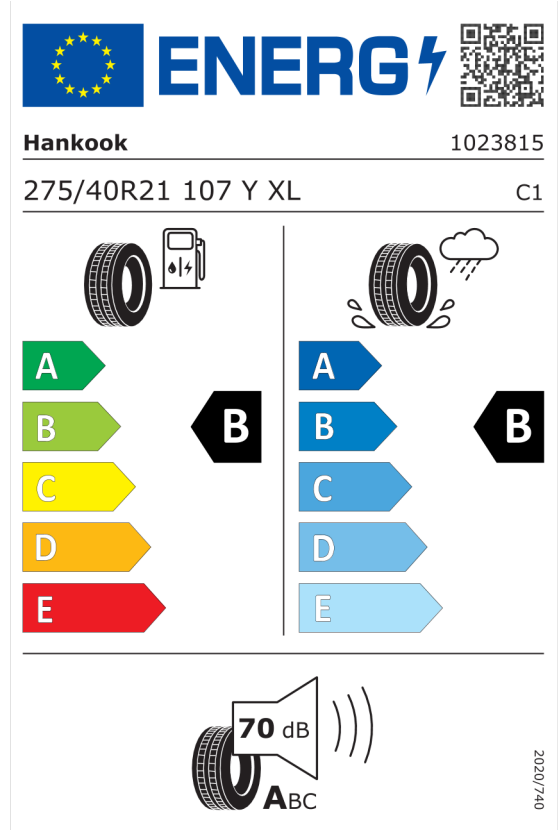 ENERG
Hankook 1023815
275/40R21 107 Y XL C1
A A
B B B B
C C
D D
E E
70 dB
ABC
2020/740